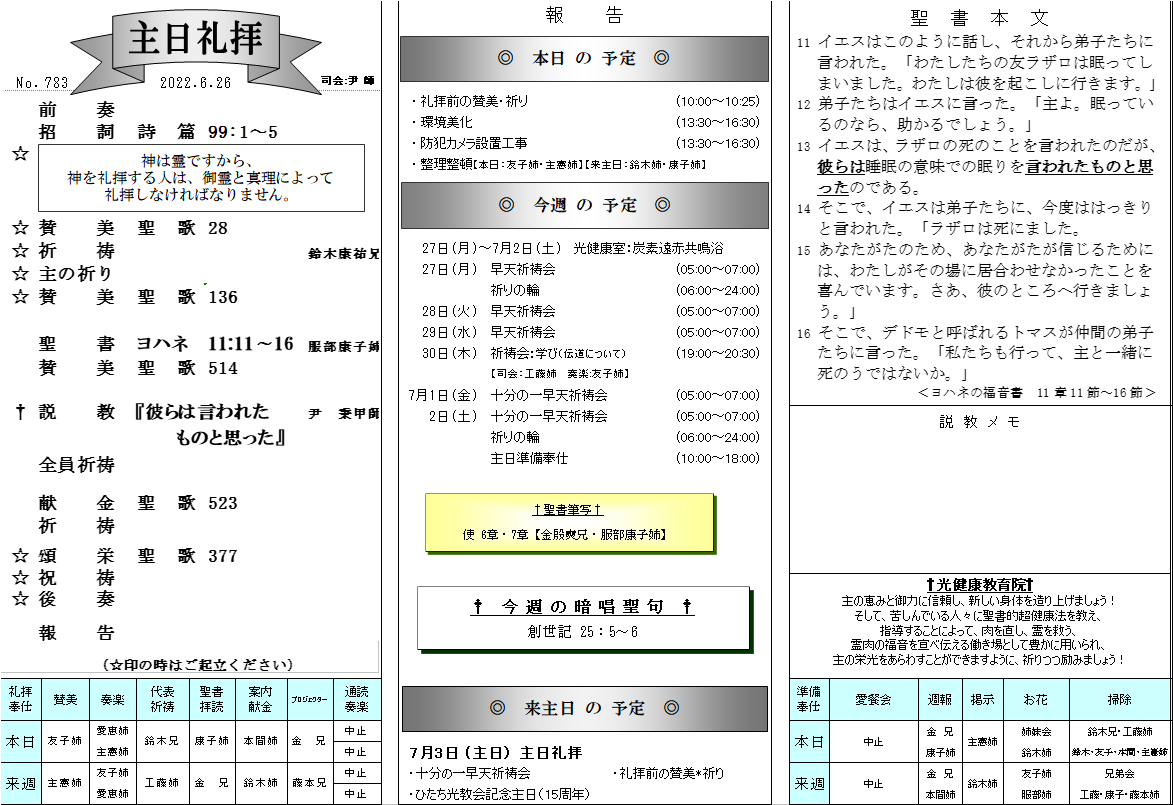 主日礼拝
No. 783 2022.6.26 司会:尹 師
前 奏
招 詞 詩 篇 99：1～5
☆
神は霊ですから、
神を礼拝する人は、御霊と真理によって
礼拝しなければなりません。
☆ 賛 美 聖 歌 28
☆ 祈 祷 鈴木康祐兄
☆ 主の祈り
☆ 賛 美 聖 歌 136
聖 書 ヨハネ 11:11～16 服部康子姉
賛 美 聖 歌 514
✝ 説 教 『彼らは言われた 尹 秉甲師
ものと思った』
全員祈祷
献 金 聖 歌 523
祈 祷
☆ 頌 栄 聖 歌 377
☆ 祝 祷
☆ 後 奏
報 告
(☆印の時はご起立ください)
礼拝奉仕 賛美 奏楽 代表祈祷 聖書拝読 案内献金 プロジェクター 通読奏楽
本日 友子姉 愛恵姉 主憲姉 鈴木兄 康子姉 本間姉 金 兄 中止 中止
来週 主憲姉 友子姉 愛恵姉 工藤姉 金 兄 鈴木姉 藤本兄 中止 中止
報 告
◎ 本日 の 予定 ◎
・礼拝前の賛美・祈り (10:00～10:25)
・環境美化 (13:30～16:30)
・防犯カメラ設置工事 (13:30～16:30)
・整理整頓【本日：友子姉・主憲姉】【来主日：鈴木姉・康子姉】
◎ 今週 の 予定 ◎
27日(月)～7月2日(土) 光健康室：炭素遠赤共鳴浴
27日(月) 早天祈祷会 (05:00～07:00)
祈りの輪 (06:00～24:00)
28日(火) 早天祈祷会 (05:00～07:00)
29日(水) 早天祈祷会 (05:00～07:00)
30日(木) 祈祷会：学び(伝道について) (19:00～20:30)
【司会：工藤姉 奏楽:友子姉】
7月1日(金) 十分の一早天祈祷会 (05:00～07:00)
2日(土) 十分の一早天祈祷会 (05:00～07:00)
祈りの輪 (06:00～24:00)
主日準備奉仕 (10:00～18:00)
✝聖書筆写✝
使 6章・7章【金殷奭兄・服部康子姉】
✝ 今週の暗唱聖句 ✝
創世記 25：5～6
◎ 来主日 の 予定 ◎
7月3日(主日) 主日礼拝
・十分の一早天祈祷会 ・礼拝前の賛美*祈り
・ひたち光教会記念主日(15周年)
聖 書 本 文
11 イエスはこのように話し、それから弟子たちに
言われた。「わたしたちの友ラザロは眠ってし
まいました。わたしは彼を起こしに行きます。」
12 弟子たちはイエスに言った。「主よ。眠ってい
るのなら、助かるでしょう。」
13 イエスは、ラザロの死のことを言われたのだが、
彼らは睡眠の意味での眠りを言われたものと思
ったのである。
14 そこで、イエスは弟子たちに、今度ははっきり
と言われた。「ラザロは死にました。
15 あなたがたのため、あなたがたが信じるために
は、わたしがその場に居合わせなかったことを
喜んでいます。さあ、彼のところへ行きましょ
う。」
16 そこで、デドモと呼ばれるトマスが仲間の弟子
たちに言った。「私たちも行って、主と一緒に
死のうではないか。」
＜ヨハネの福音書 11章11節～16節＞
説 教 メ モ
✝光健康教育院✝
主の恵みと御力に信頼し、新しい身体を造り上げましょう！
そして、苦しんでいる人々に聖書的超健康法を教え、
指導することによって、肉を直し、霊を救う、
霊肉の福音を宣べ伝える働き場として豊かに用いられ、
主の栄光をあらわすことができますように、祈りつつ励みましょう！
準備奉仕 愛餐会 週報 掲示 お花 掃除
本日 中止 金 兄 康子姉 主憲姉 姉妹会 鈴木姉 鈴木兄・工藤姉 鈴木・友子・本間・主憲姉
来週 中止 金 兄 本間姉 鈴木姉 友子姉 服部姉 兄弟会 工藤・康子・藤本姉